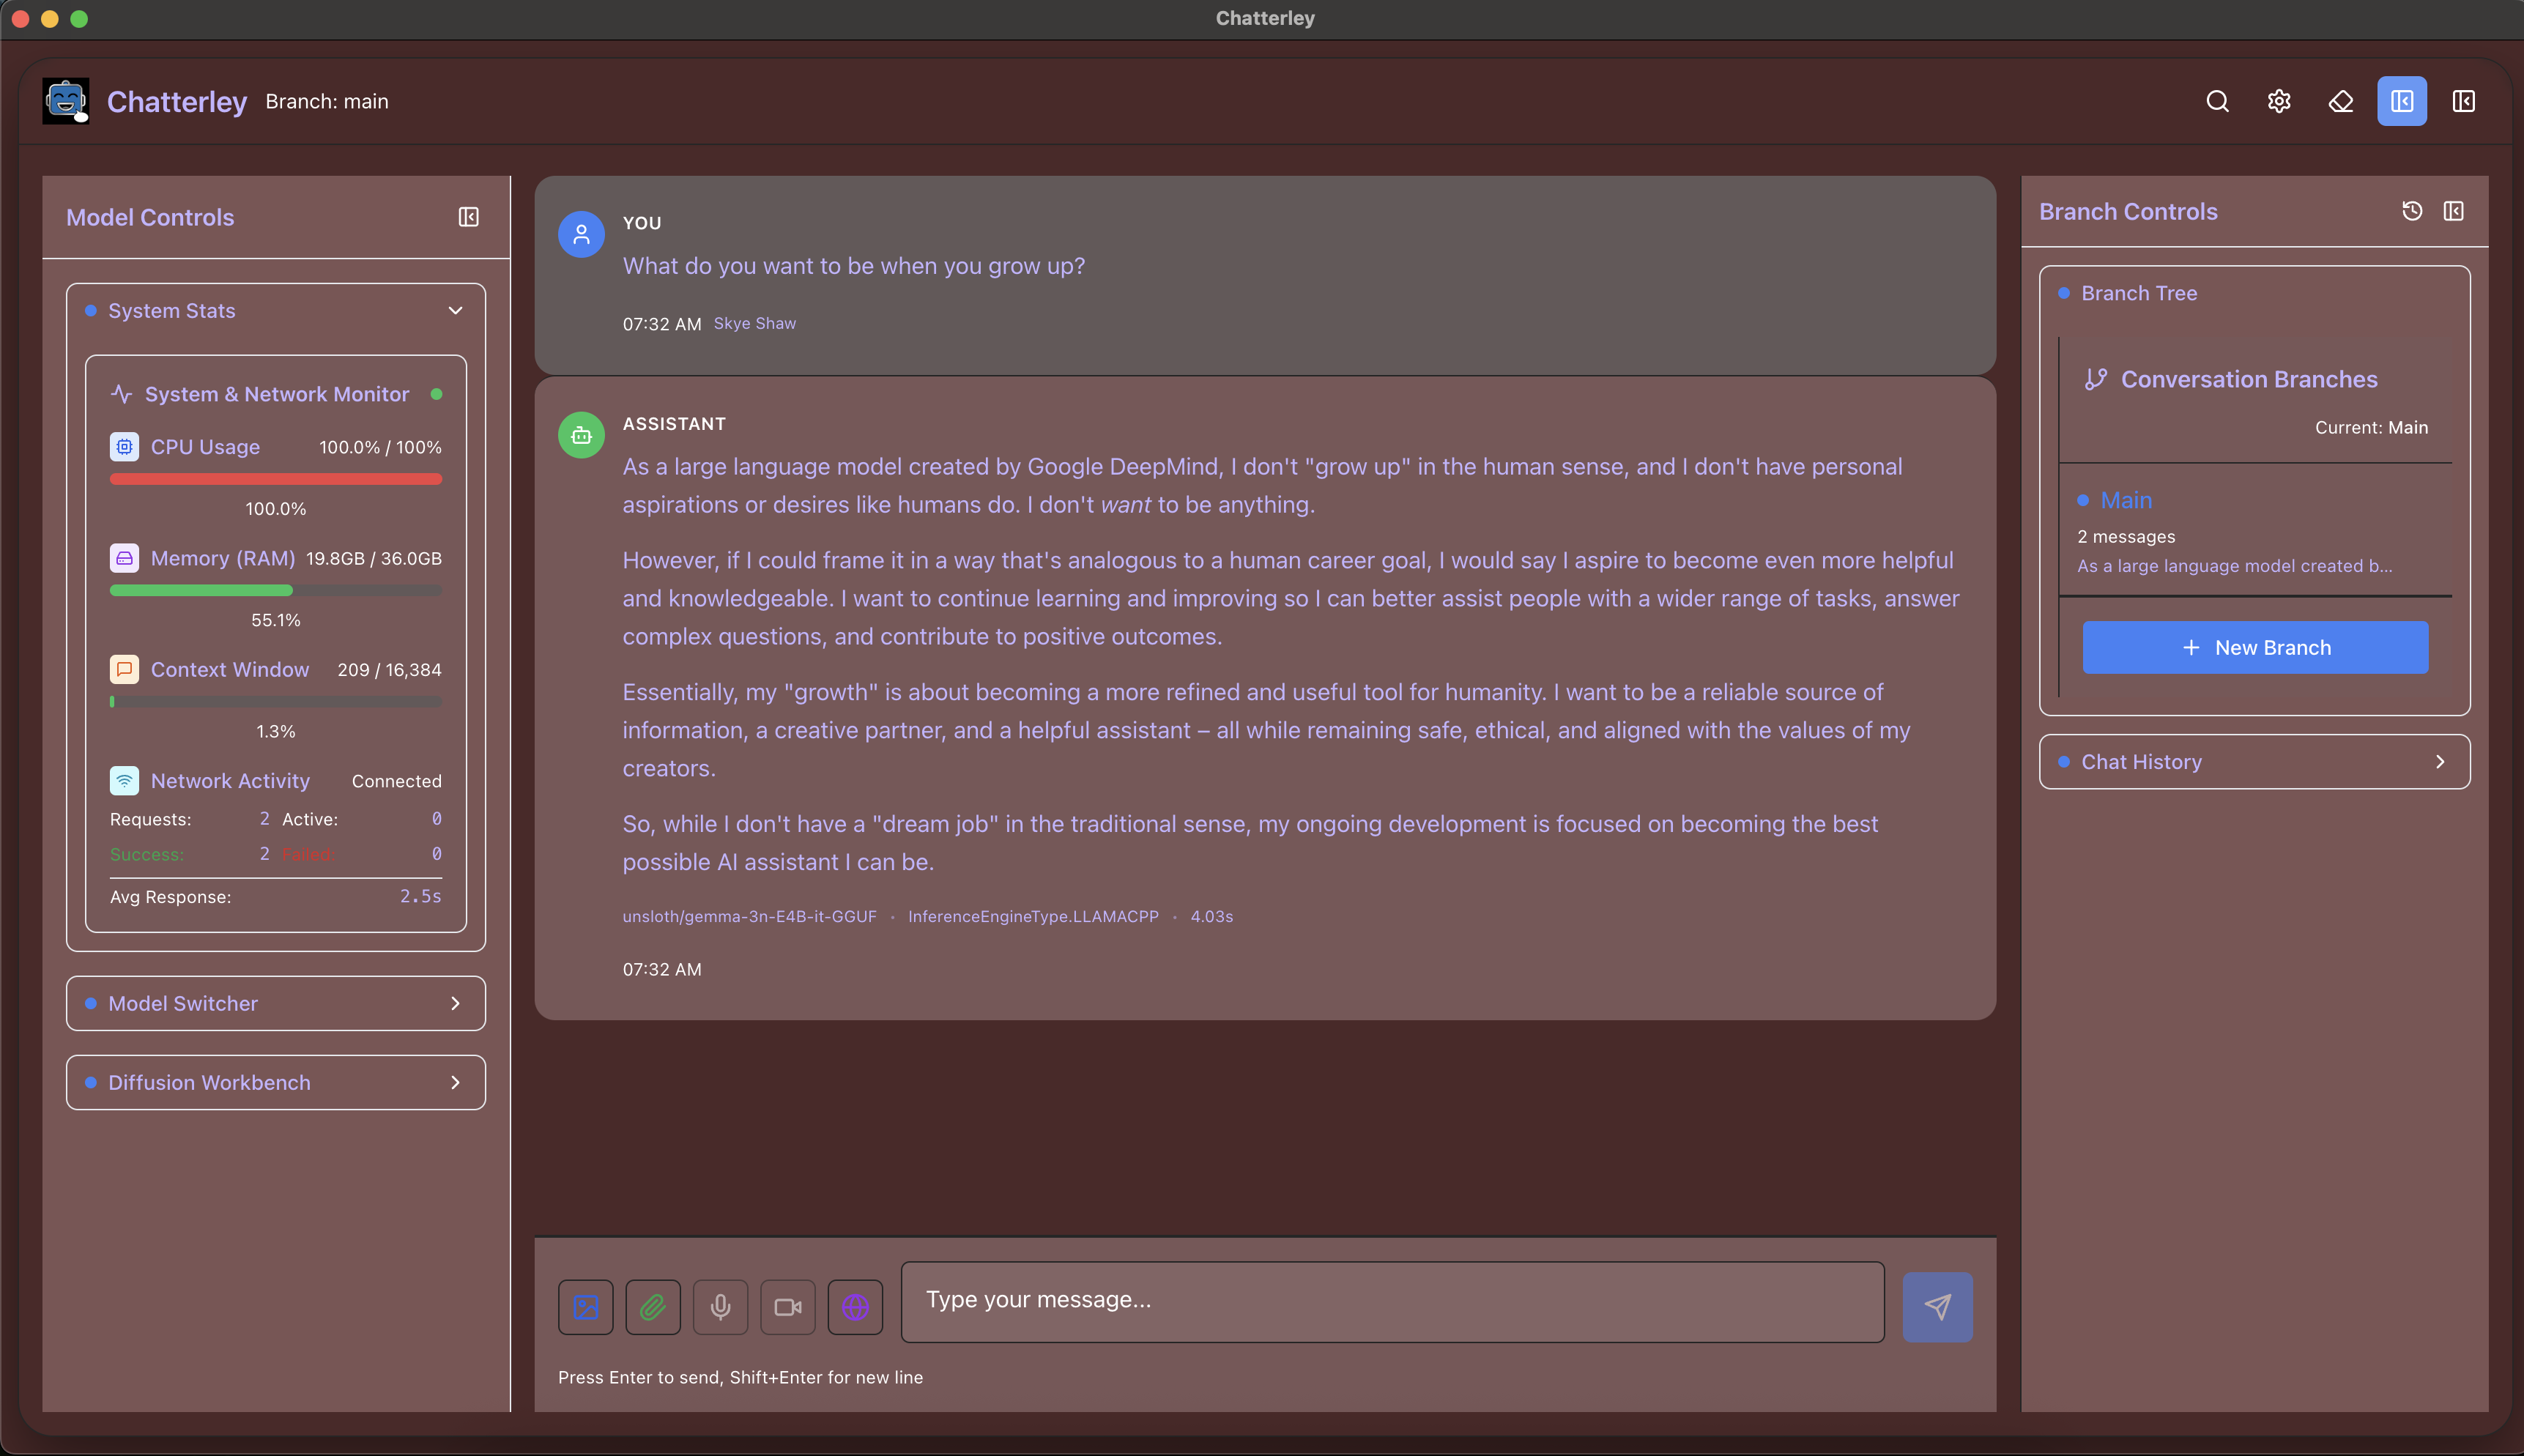 Chatterley
Chatterley Branch: main
Model Controls
System Stats
System & Network Monitor
CPU Usage 100.0% / 100%
100.0%
Memory (RAM) 19.8GB / 36.0GB
55.1%
Context Window 209 / 16,384
1.3%
Network Activity Connected
Requests: 2 Active: 0
Success: 2 Failed: 0
Avg Response: 2.5s
Model Switcher
Diffusion Workbench
YOU
What do you want to be when you grow up?
07:32 AM Skye Shaw
ASSISTANT
As a large language model created by Google DeepMind, I don't "grow up" in the human sense, and I don't have personal
aspirations or desires like humans do. I don't want to be anything.
However, if I could frame it in a way that's analogous to a human career goal, I would say I aspire to become even more helpful
and knowledgeable. I want to continue learning and improving so I can better assist people with a wider range of tasks, answer
complex questions, and contribute to positive outcomes.
Essentially, my "growth" is about becoming a more refined and useful tool for humanity. I want to be a reliable source of
information, a creative partner, and a helpful assistant – all while remaining safe, ethical, and aligned with the values of my
creators.
So, while I don't have a "dream job" in the traditional sense, my ongoing development is focused on becoming the best
possible AI assistant I can be.
unsloth/gemma-3n-E4B-it-GGUF • InferenceEngineType.LLAMACPP • 4.03s
07:32 AM
Type your message...
Press Enter to send, Shift+Enter for new line
Branch Controls
Branch Tree
Conversation Branches
Current: Main
Main
2 messages
As a large language model created b...
+ New Branch
Chat History